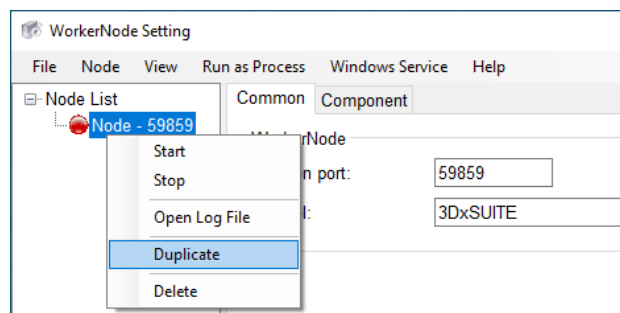 WorkerNode Setting
File Node View Run as Process Windows Service Help
Node List
Node - 59859
Common Component
Start
Stop
Open Log File
Duplicate
Delete
port:
59859
3DxSUITE